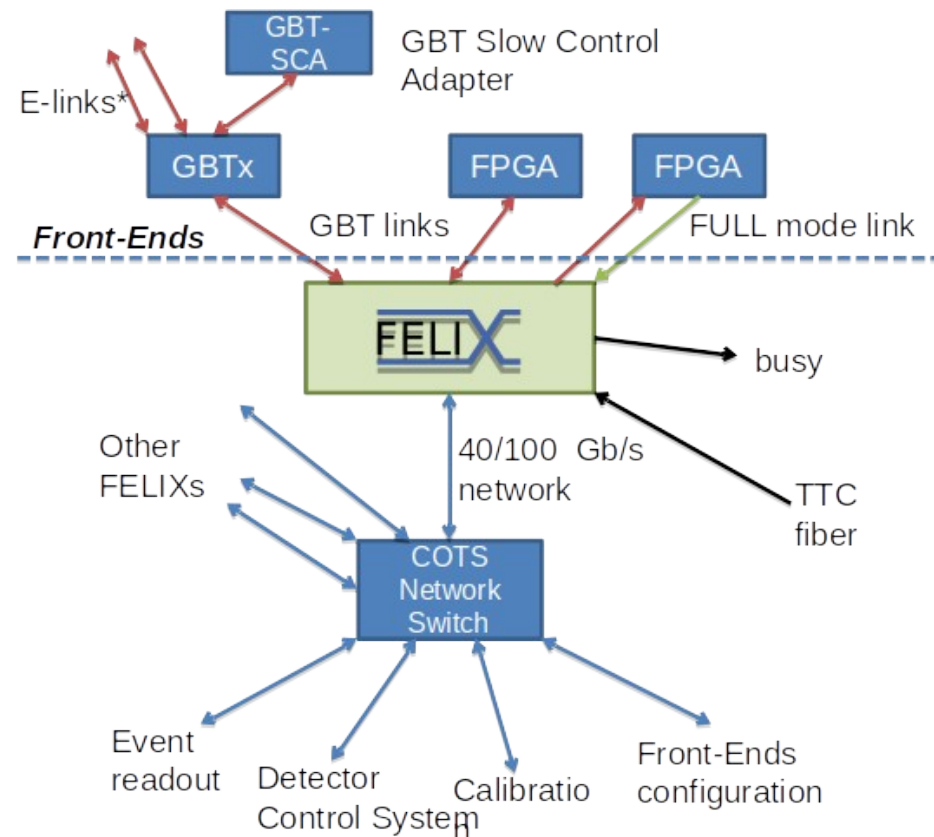 GBT-
SCA
GBT Slow Control
Adapter
E-links*
GBTx
FPGA
FPGA
GBT links
FULL mode link
Front-Ends
FELIX
busy
Other
FELIXs
40/100 Gb/s
network
TTC
fiber
COTS
Network
Switch
Event
readout
Detector
Control System
Calibratio
n
Front-Ends
configuration